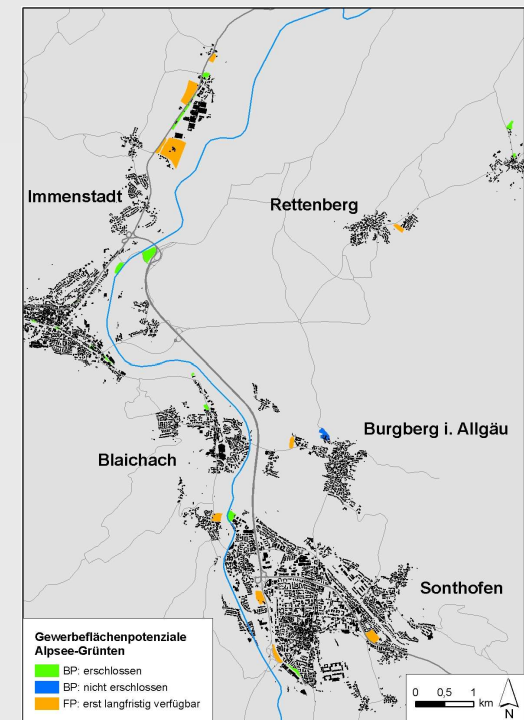 Immenstadt
Rettenberg
Burgberg i. Allgäu
Blaichach
Sonthofen
Gewerbeflächenpotenziale
Alpsee-Grünten
BP: erschlossen
BP: nicht erschlossen
FP: erst langfristig verfügbar
0 0,5 1
km
N